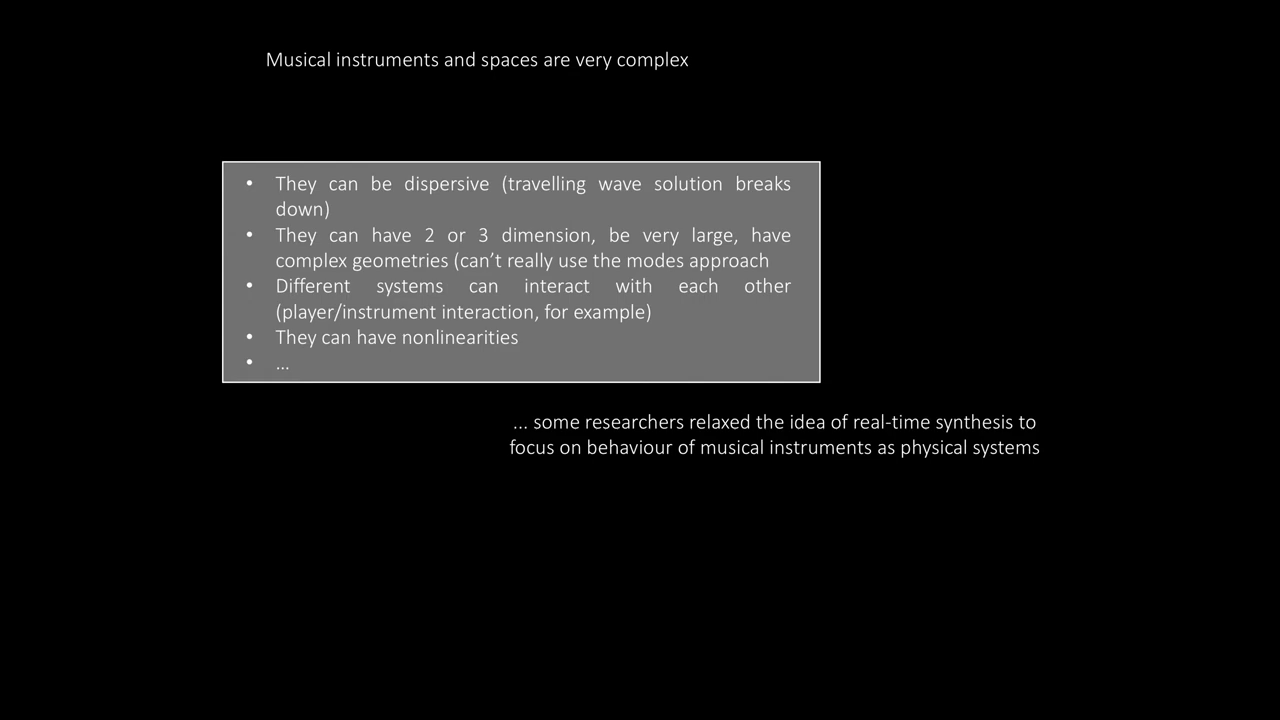 Musical instruments and spaces are very complex
• They can be dispersive (travelling wave solution breaks
down)
• They can have 2 or 3 dimension, be very large, have
complex geometries (can’t really use the modes approach
• Different systems can interact with each other
(player/instrument interaction, for example)
• They can have nonlinearities
• ...
... some researchers relaxed the idea of real-time synthesis to
focus on behaviour of musical instruments as physical systems